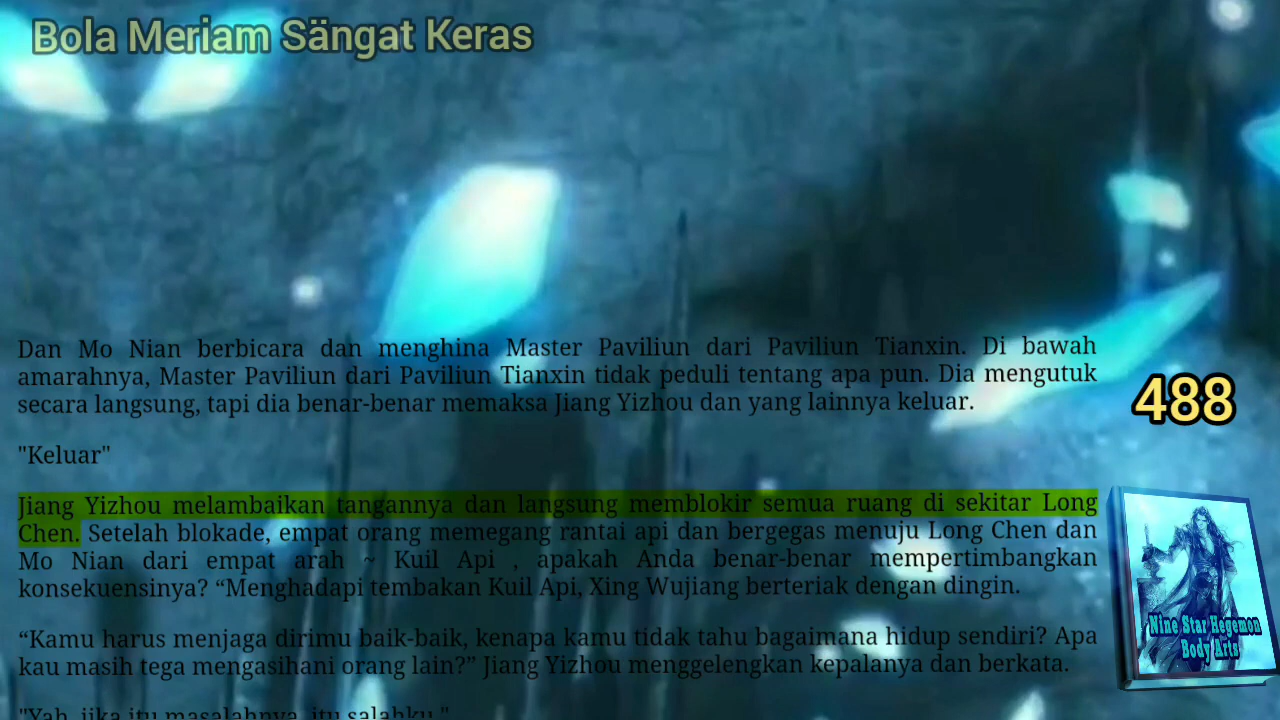 Bola Meriam Sängat Keras
Dan Mo Nian berbicara dan menghina Master Paviliun dari Paviliun Tianxin. Di bawah
amarahnya, Master Paviliun dari Paviliun Tianxin tidak peduli tentang apa pun. Dia mengutuk
secara langsung, tapi dia benar-benar memaksa Jiang Yizhou dan yang lainnya keluar.
"Keluar"
Jiang Yizhou melambaikan tangannya dan langsung memblokir semua ruang di sekitar Long
Chen. Setelah blokade, empat orang memegang rantai api dan bergegas menuju Long Chen dan
Mo Nian dari empat arah ~ Kuil Api , apakah Anda benar-benar mempertimbangkan
konsekuensinya? “Menghadapi tembakan Kuil Api, Xing Wujiang berteriak dengan dingin.
“Kamu harus menjaga dirimu baik-baik, kenapa kamu tidak tahu bagaimana hidup sendiri? Apa
kau masih tega mengasihani orang lain?” Jiang Yizhou menggelengkan kepalanya dan berkata.
"Yah, jika itu masalahnya, itu salahku."
488
Nine Star Hegemon
Body Arts